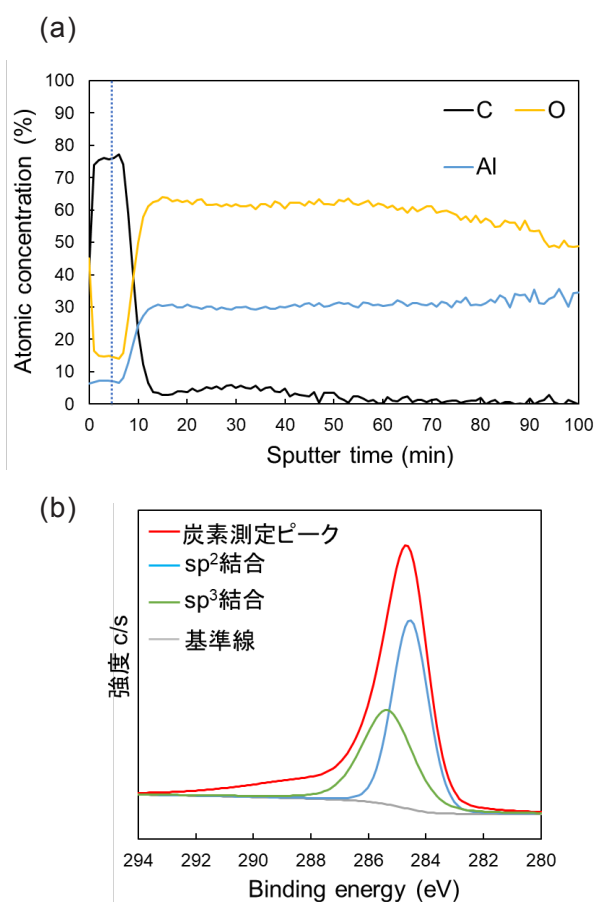 (a)
100
90
80
70
60
50
40
30
20
10
0
Atomic concentration (%)
C
O
Al
0 10 20 30 40 50 60 70 80 90 100
Sputter time (min)
(b)
炭素測定ピーク
sp²結合
sp³結合
基準線
強度 c/s
294 292 290 288 286 284 282 280
Binding energy (eV)